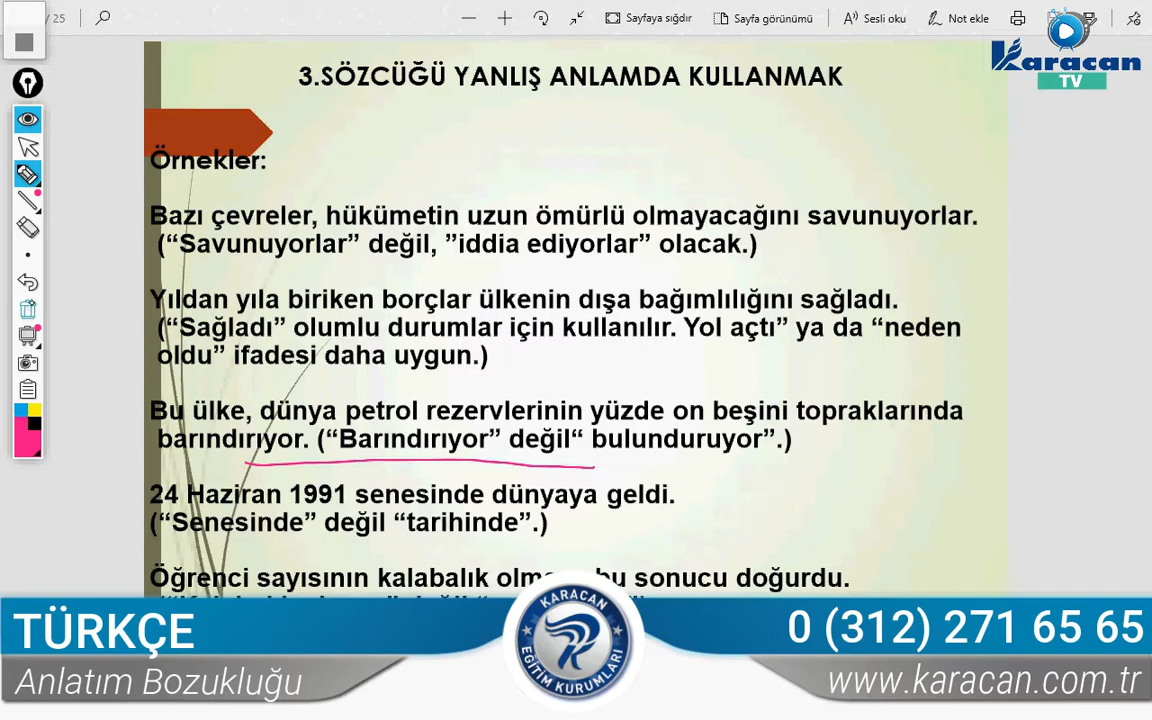 / 25
Sayfaya sığdır
Sayfa görünümü
Sesli oku
Not ekle
Karacan
TV
3.SÖZCÜĞÜ YANLIŞ ANLAMDA KULLANMAK
Örnekler:
Bazı çevreler, hükümetin uzun ömürlü olmayacağını savunuyorlar.
(“Savunuyorlar” değil, ”iddia ediyorlar” olacak.)
Yıldan yıla biriken borçlar ülkenin dışa bağımlılığını sağladı.
(“Sağladı” olumlu durumlar için kullanılır. Yol açtı” ya da “neden
oldu” ifadesi daha uygun.)
Bu ülke, dünya petrol rezervlerinin yüzde on beşini topraklarında
barındırıyor. (“Barındırıyor” değil“ bulunduruyor”.)
24 Haziran 1991 senesinde dünyaya geldi.
(“Senesinde” değil “tarihinde”.)
Öğrenci sayısının kalabalık bu sonucu doğurdu.
TÜRKÇE
Anlatım Bozukluğu
KARACAN
EĞİTİM KURUMLARI
0 (312) 271 65 65
www.karacan.com.tr